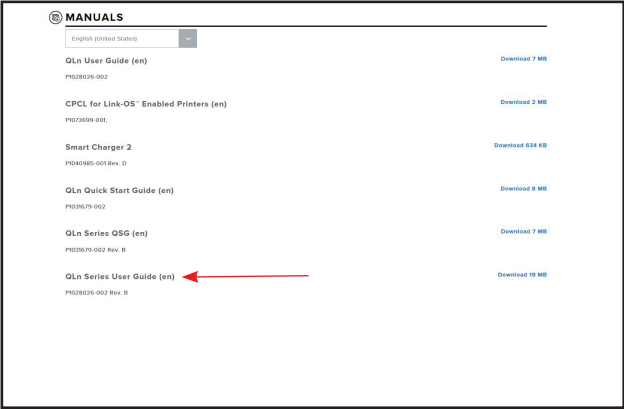 MANUALS
English (United States)
QLn User Guide (en) Download 7 MB
P1028026-002
CPCL for Link-OS™ Enabled Printers (en) Download 2 MB
P1073699-001,
Smart Charger 2 Download 634 KB
P1040985-001 Rev. D
QLn Quick Start Guide (en) Download 8 MB
P1031679-002
QLn Series QSG (en) Download 7 MB
P1031679-002 Rev. B
QLn Series User Guide (en) Download 19 MB
P1028026-002 Rev. B